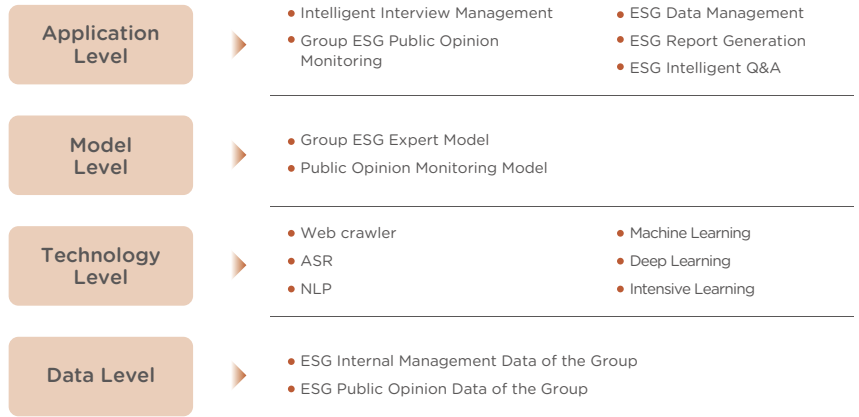 Application
Level
Intelligent Interview Management
Group ESG Public Opinion
Monitoring
ESG Data Management
ESG Report Generation
ESG Intelligent Q&A
Model
Level
Group ESG Expert Model
Public Opinion Monitoring Model
Technology
Level
Web crawler
ASR
NLP
Machine Learning
Deep Learning
Intensive Learning
Data Level
ESG Internal Management Data of the Group
ESG Public Opinion Data of the Group